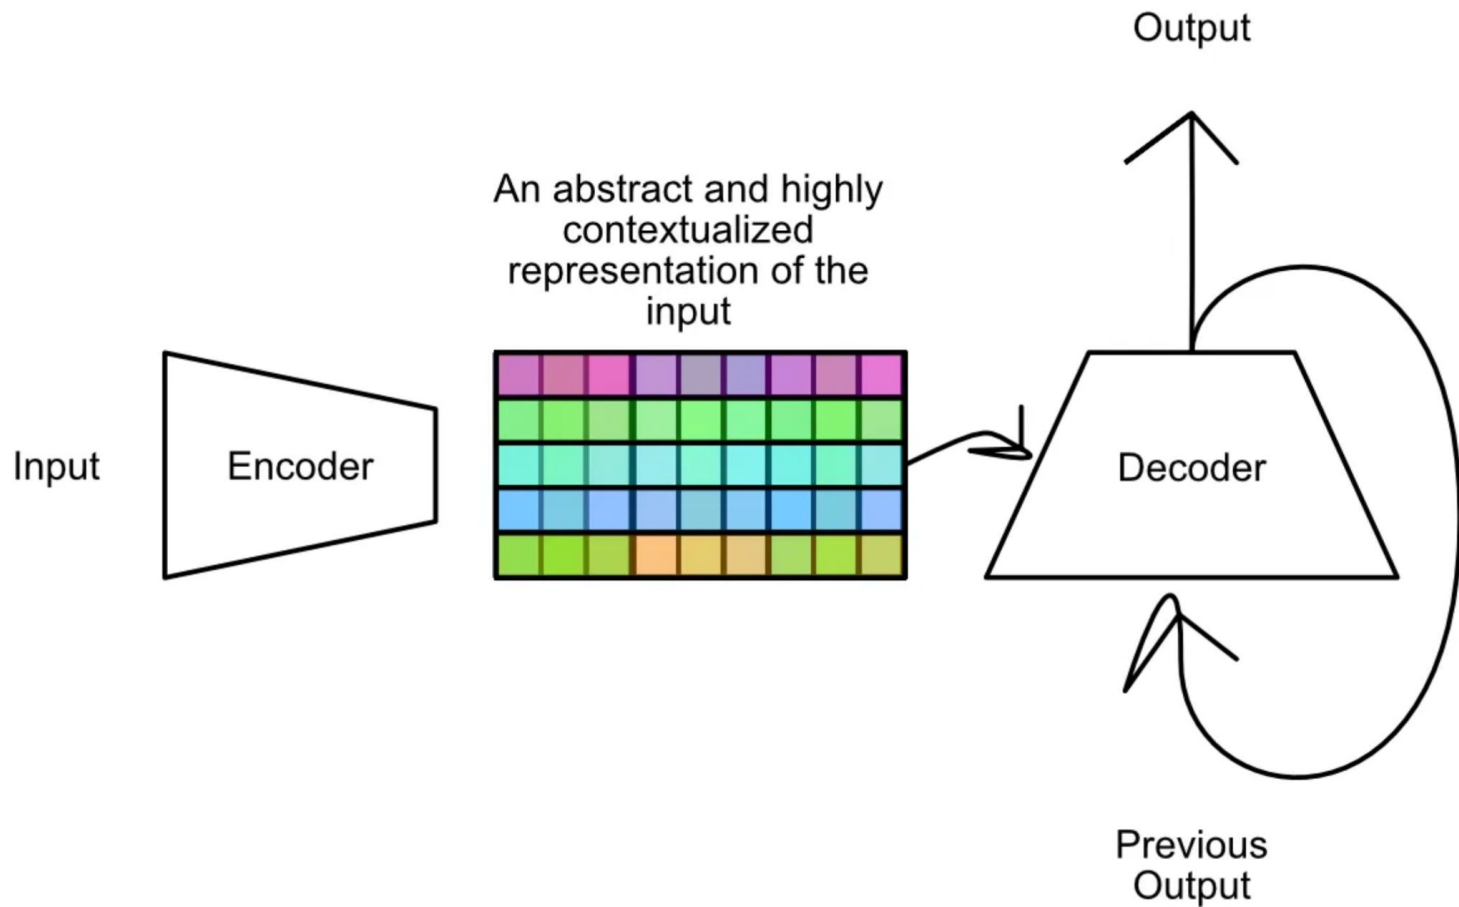 Output
An abstract and highly
contextualized
representation of the
input
Input
Encoder
Decoder
Previous
Output